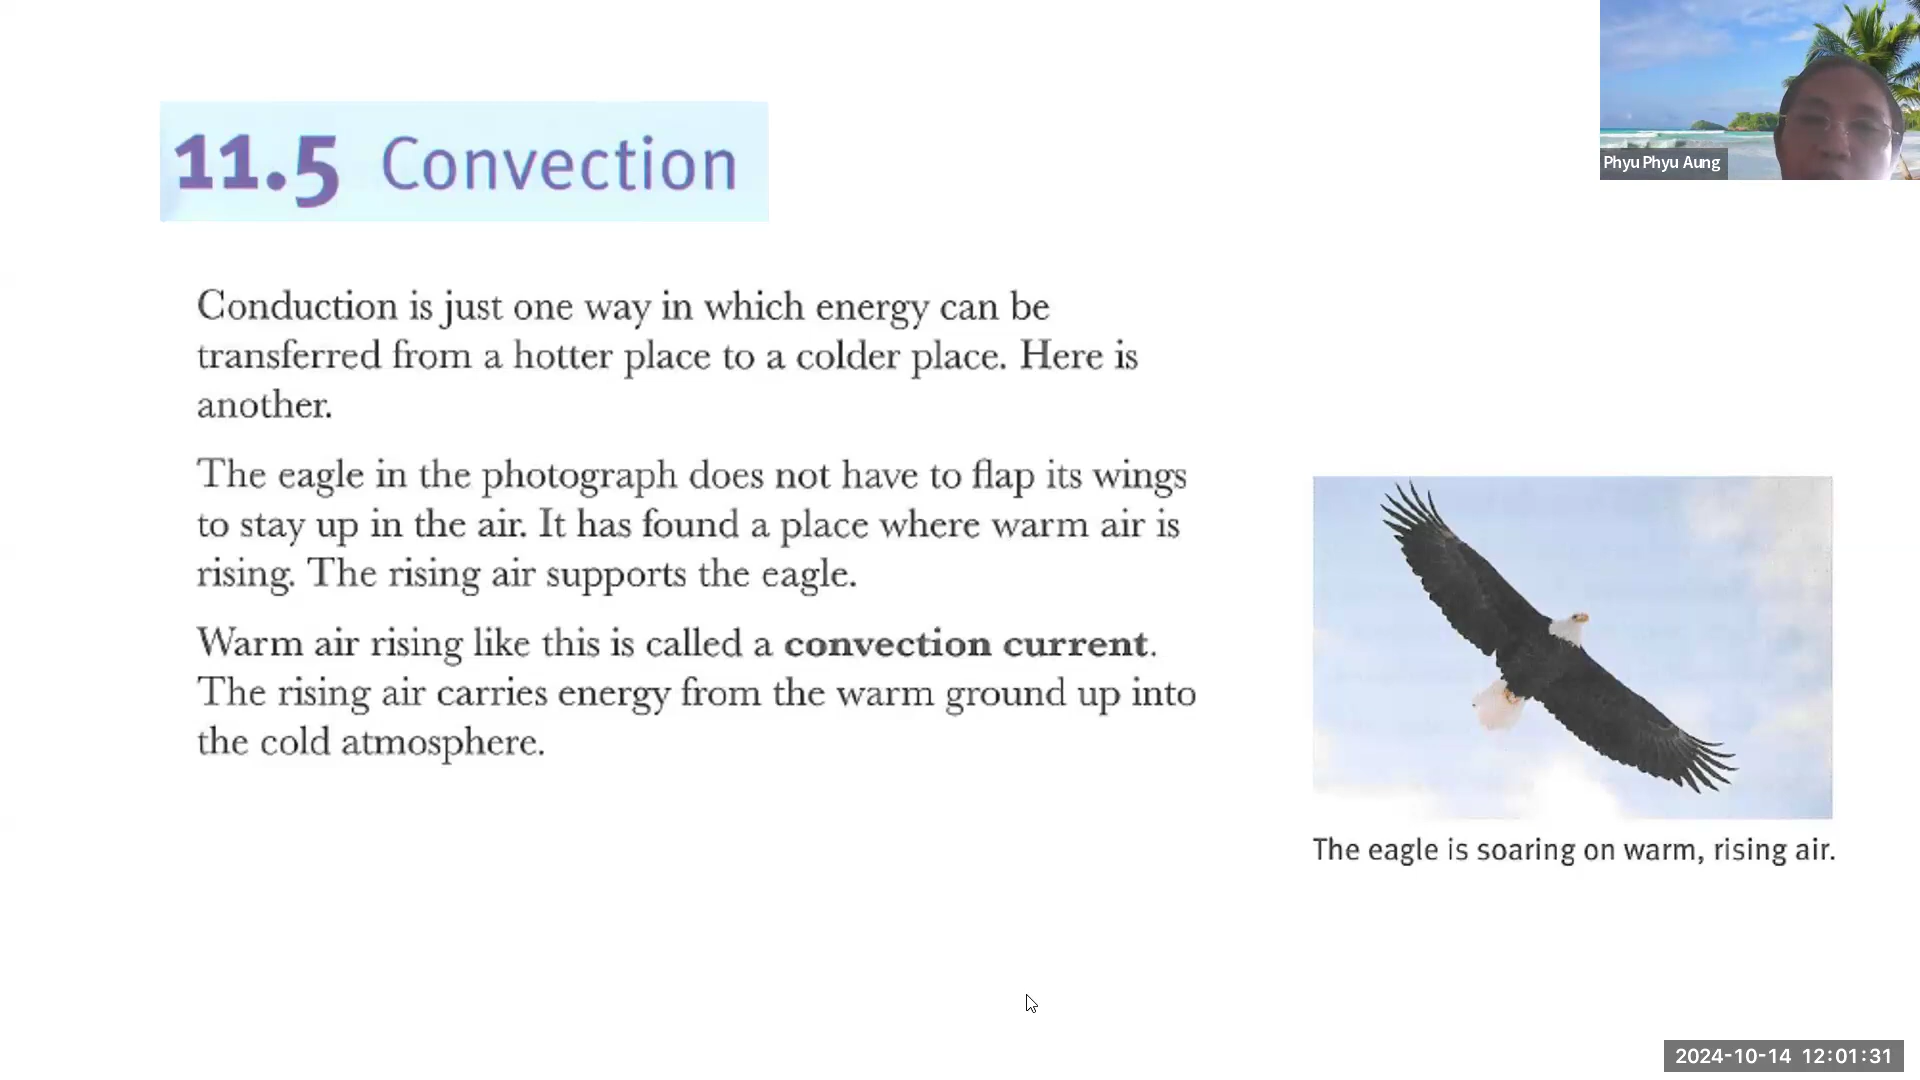 11.5 Convection
Phyu Phyu Aung
Conduction is just one way in which energy can be
transferred from a hotter place to a colder place. Here is
another.
The eagle in the photograph does not have to flap its wings
to stay up in the air. It has found a place where warm air is
rising. The rising air supports the eagle.
Warm air rising like this is called a convection current.
The rising air carries energy from the warm ground up into
the cold atmosphere.
The eagle is soaring on warm, rising air.
2024-10-14 12:01:31